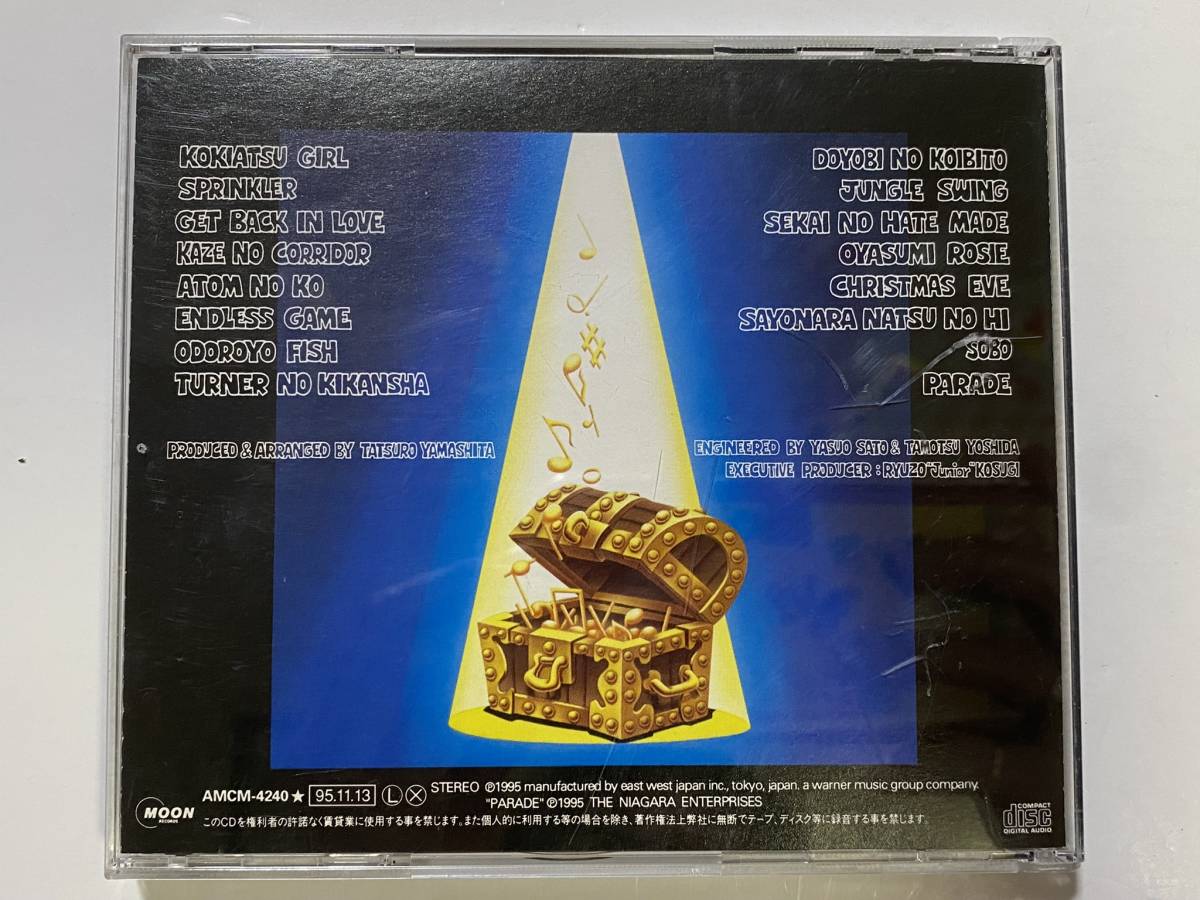 KOKIATSU GIRL
SPRINKLER
GET BACK IN LOVE
KAZE NO CORRIDOR
ATOM NO KO
ENDLESS GAME
ODOROYO FISH
TURNER NO KIKANSHA
DOYOBI NO KOIBITO
JUNGLE SWING
SEKAI NO HATE MADE
OYASUMI ROSIE
CHRISTMAS EVE
SAYONARA NATSU NO HI
SOBO
PARADE
PRODUCED & ARRANGED BY TATSURO YAMASHITA
ENGINEERED BY YASUO SATO & TAMOTSU YOSHIDA
EXECUTIVE PRODUCER : RYUZO "Junior" KOSUGI
MOON
RECORDS
AMCM-4240★ 95.11.13 Ⓛ Ⓧ STEREO ℗1995 manufactured by east west japan inc., tokyo, japan. a warner music group company.
"PARADE" ℗1995 THE NIAGARA ENTERPRISES
このCDを権利者の許諾なく賃貸業に使用する事を禁じます。また個人的に利用する等の場合を除き、著作権法上弊社に無断でテープ、ディスク等に録音する事を禁じます。
COMPACT
disc
DIGITAL AUDIO